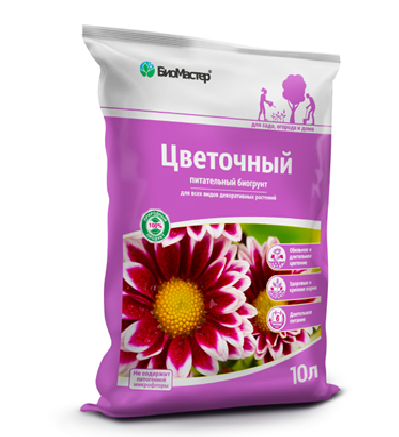 БиоМастер®
для сада, огорода и дома
Цветочный
питательный биогрунт
для всех видов декоративных растений
100%
Обильное и
длительное
цветение
Здоровые и
крепкие корни
Длительное
питание
Не содержит
патогенной
микрофлоры
10л